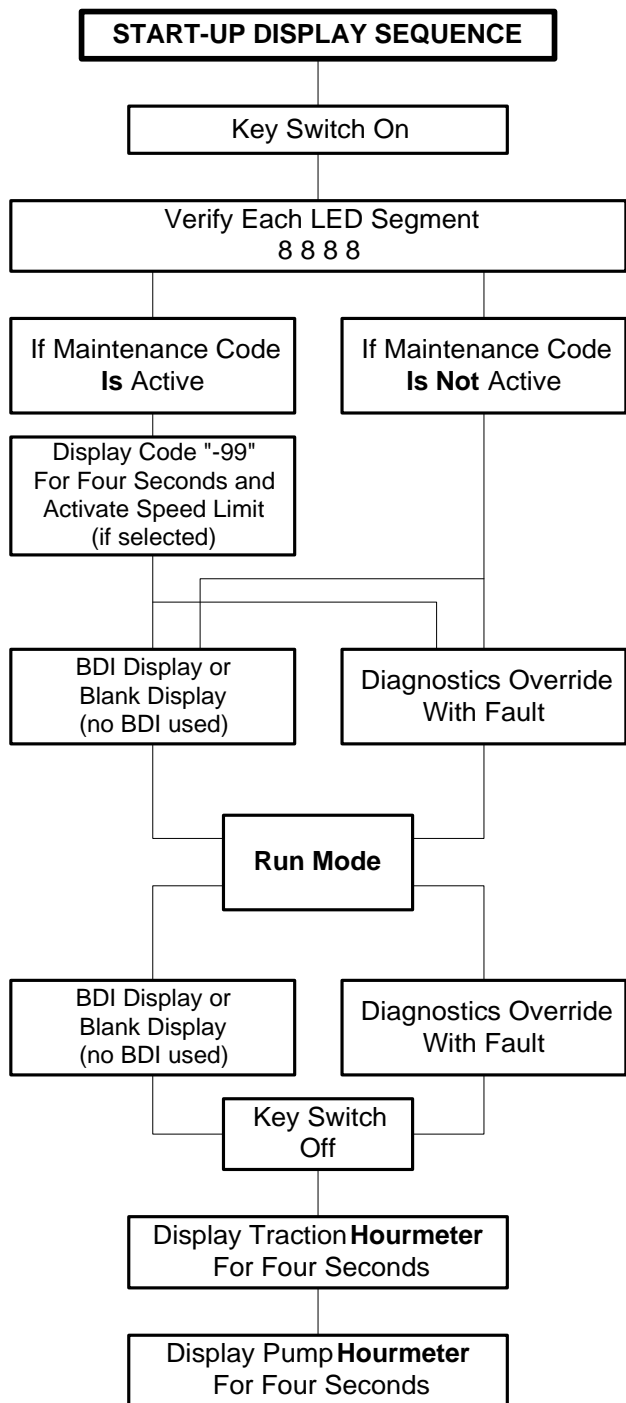 START-UP DISPLAY SEQUENCE
Key Switch On
Verify Each LED Segment
8 8 8 8
If Maintenance Code
Is Active
If Maintenance Code
Is Not Active
Display Code "-99"
For Four Seconds and
Activate Speed Limit
(if selected)
BDI Display or
Blank Display
(no BDI used)
Diagnostics Override
With Fault
Run Mode
BDI Display or
Blank Display
(no BDI used)
Diagnostics Override
With Fault
Key Switch
Off
Display Traction Hourmeter
For Four Seconds
Display Pump Hourmeter
For Four Seconds